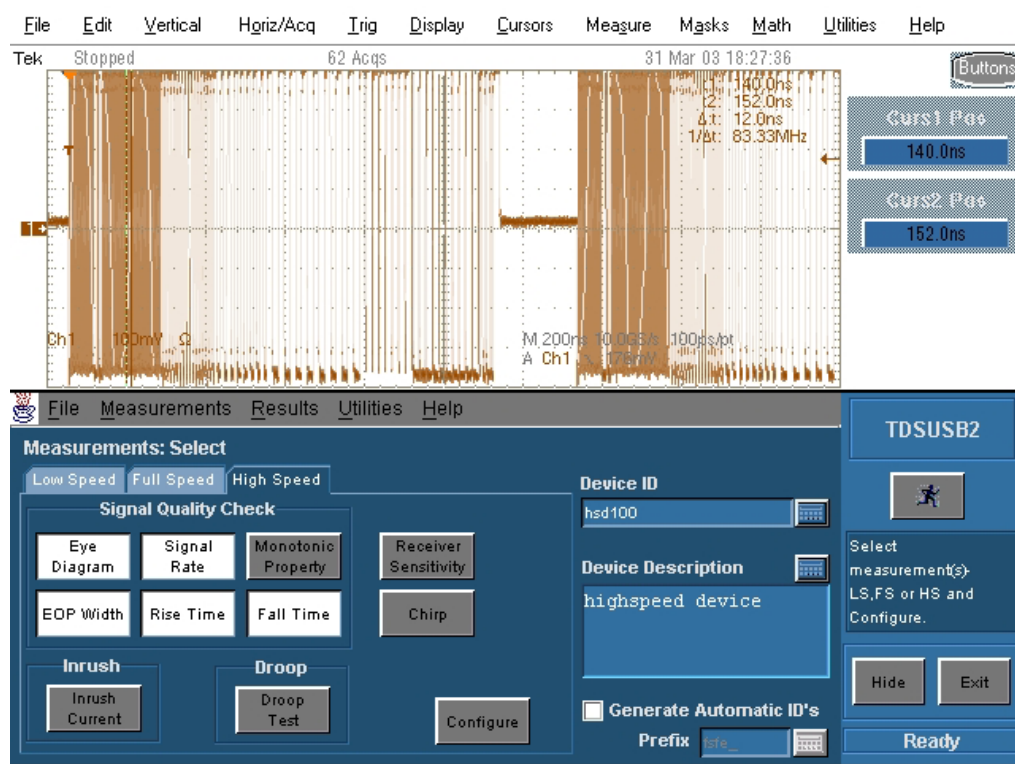 File Edit Vertical Horiz/Acq Trig Display Cursors Measure Masks Math Utilities Help
Tek Stopped 62 Acqs 31 Mar 03 18:27:36
Buttons
t1: 140.0ns
t2: 152.0ns
Δt: 12.0ns
1/Δt: 83.33MHz
Curs1 Pos
140.0ns
Curs2 Pos
152.0ns
T
1
Ch1 100mV Ω
M 200ns 10.0GS/s 100ps/pt
A Ch1 176mV
File Measurements Results Utilities Help
TDSUSB2
Measurements: Select
Low Speed Full Speed High Speed
Signal Quality Check
Eye
Diagram
Signal
Rate
Monotonic
Property
Receiver
Sensitivity
EOP Width Rise Time Fall Time Chirp
Inrush
Inrush
Current
Droop
Droop
Test
Configure
Device ID
hsd100
Device Description
highspeed device
Generate Automatic ID's
Prefix
Select
measurement(s)-
LS,FS or HS and
Configure.
Hide Exit
Ready